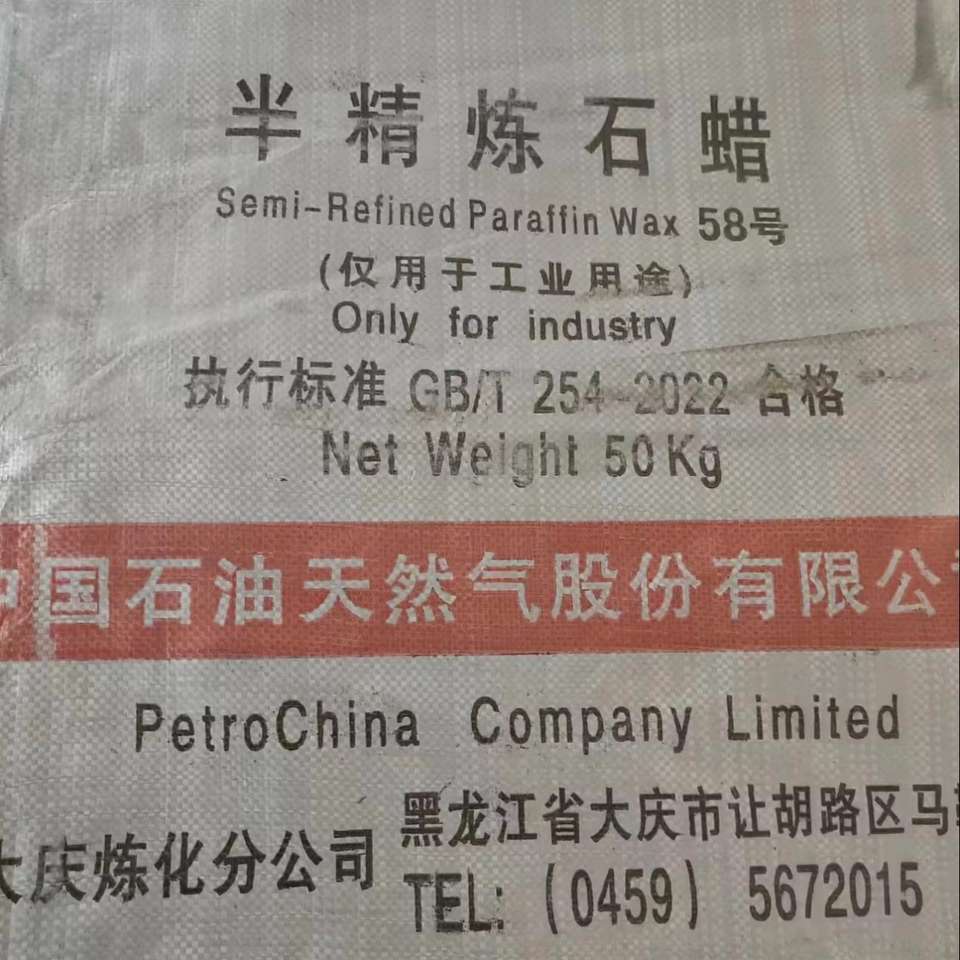 半精炼石蜡
Semi-Refined Paraffin Wax 58号
(仅用于工业用途)
Only for industry
执行标准 GB/T 254-2022 合格
Net Weight 50Kg
中国石油天然气股份有限公
PetroChina Company Limited
大庆炼化分公司
黑龙江省大庆市让胡路区马
TEL: (0459) 5672015